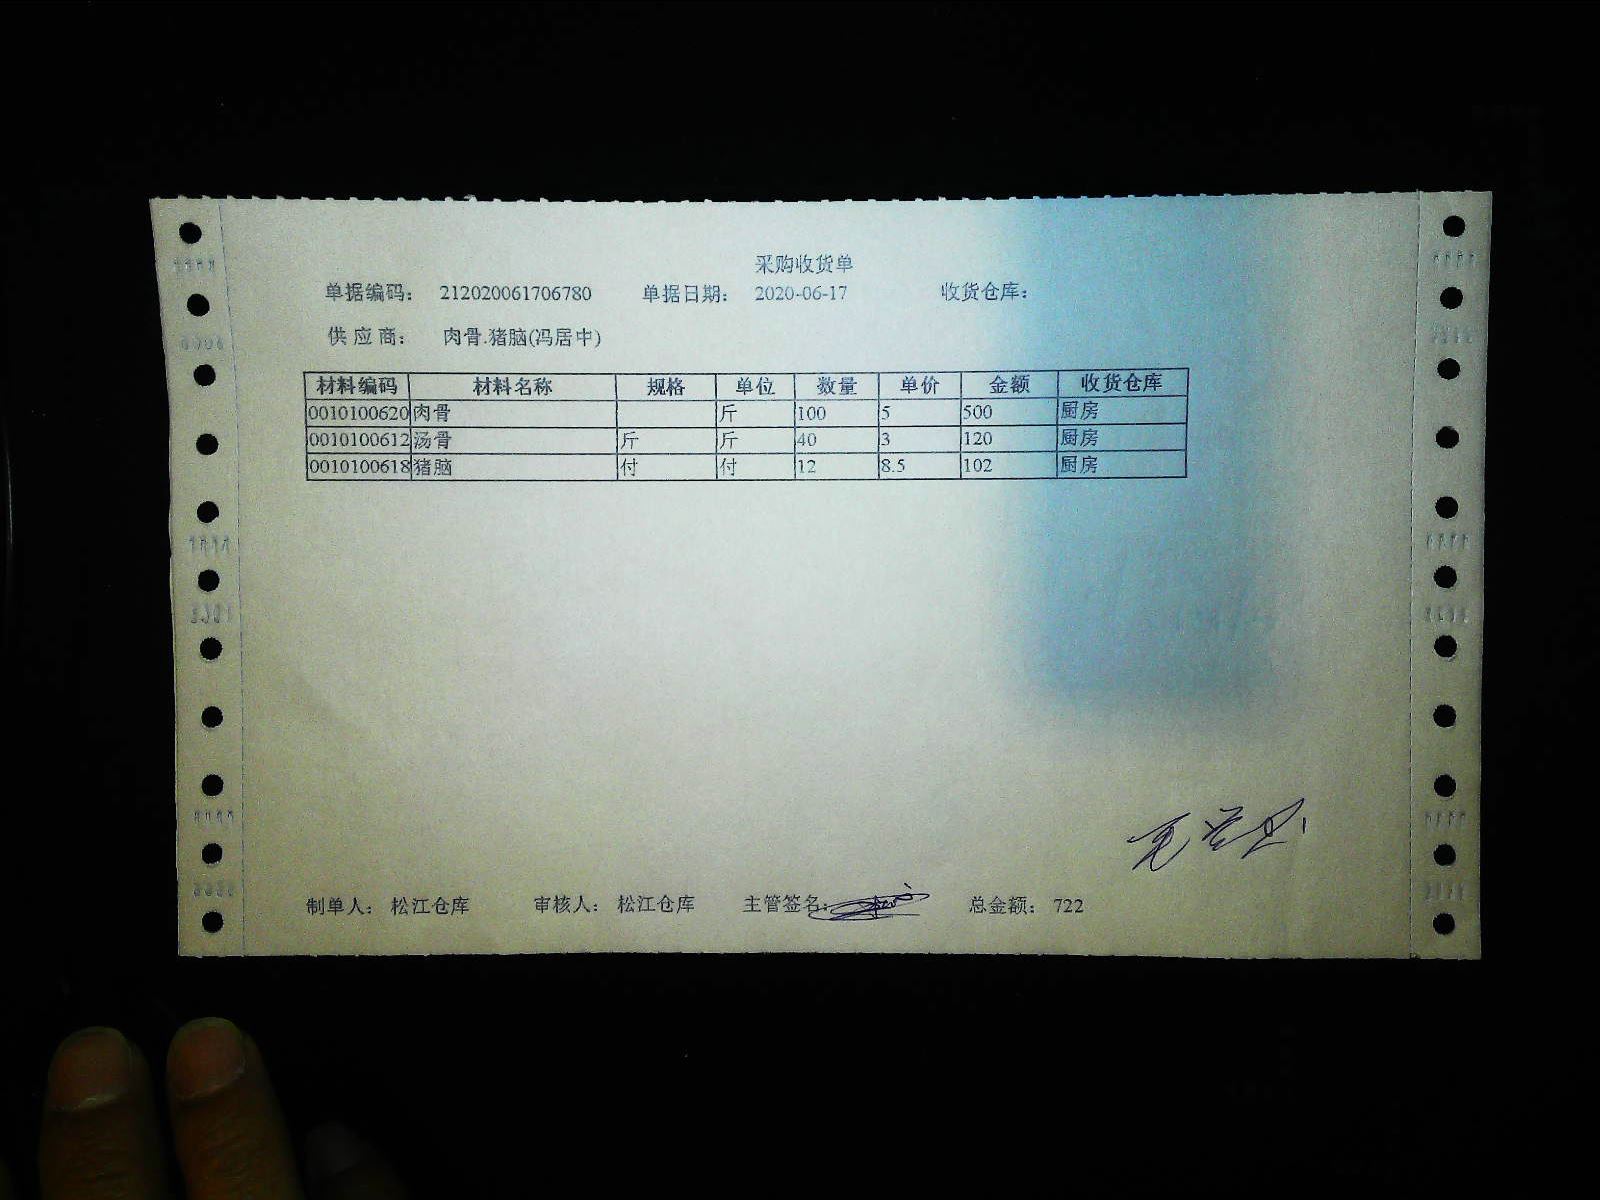 采购收货单
单据编码： 212020061706780 单据日期： 2020-06-17 收货仓库：
供 应 商： 肉骨.猪脑(冯居中)
材料编码 材料名称 规格 单位 数量 单价 金额 收货仓库
0010100620 肉骨 斤 100 5 500 厨房
0010100612 汤骨 斤 斤 40 3 120 厨房
0010100618 猪脑 付 付 12 8.5 102 厨房
制单人： 松江仓库 审核人： 松江仓库 主管签名： 总金额： 722